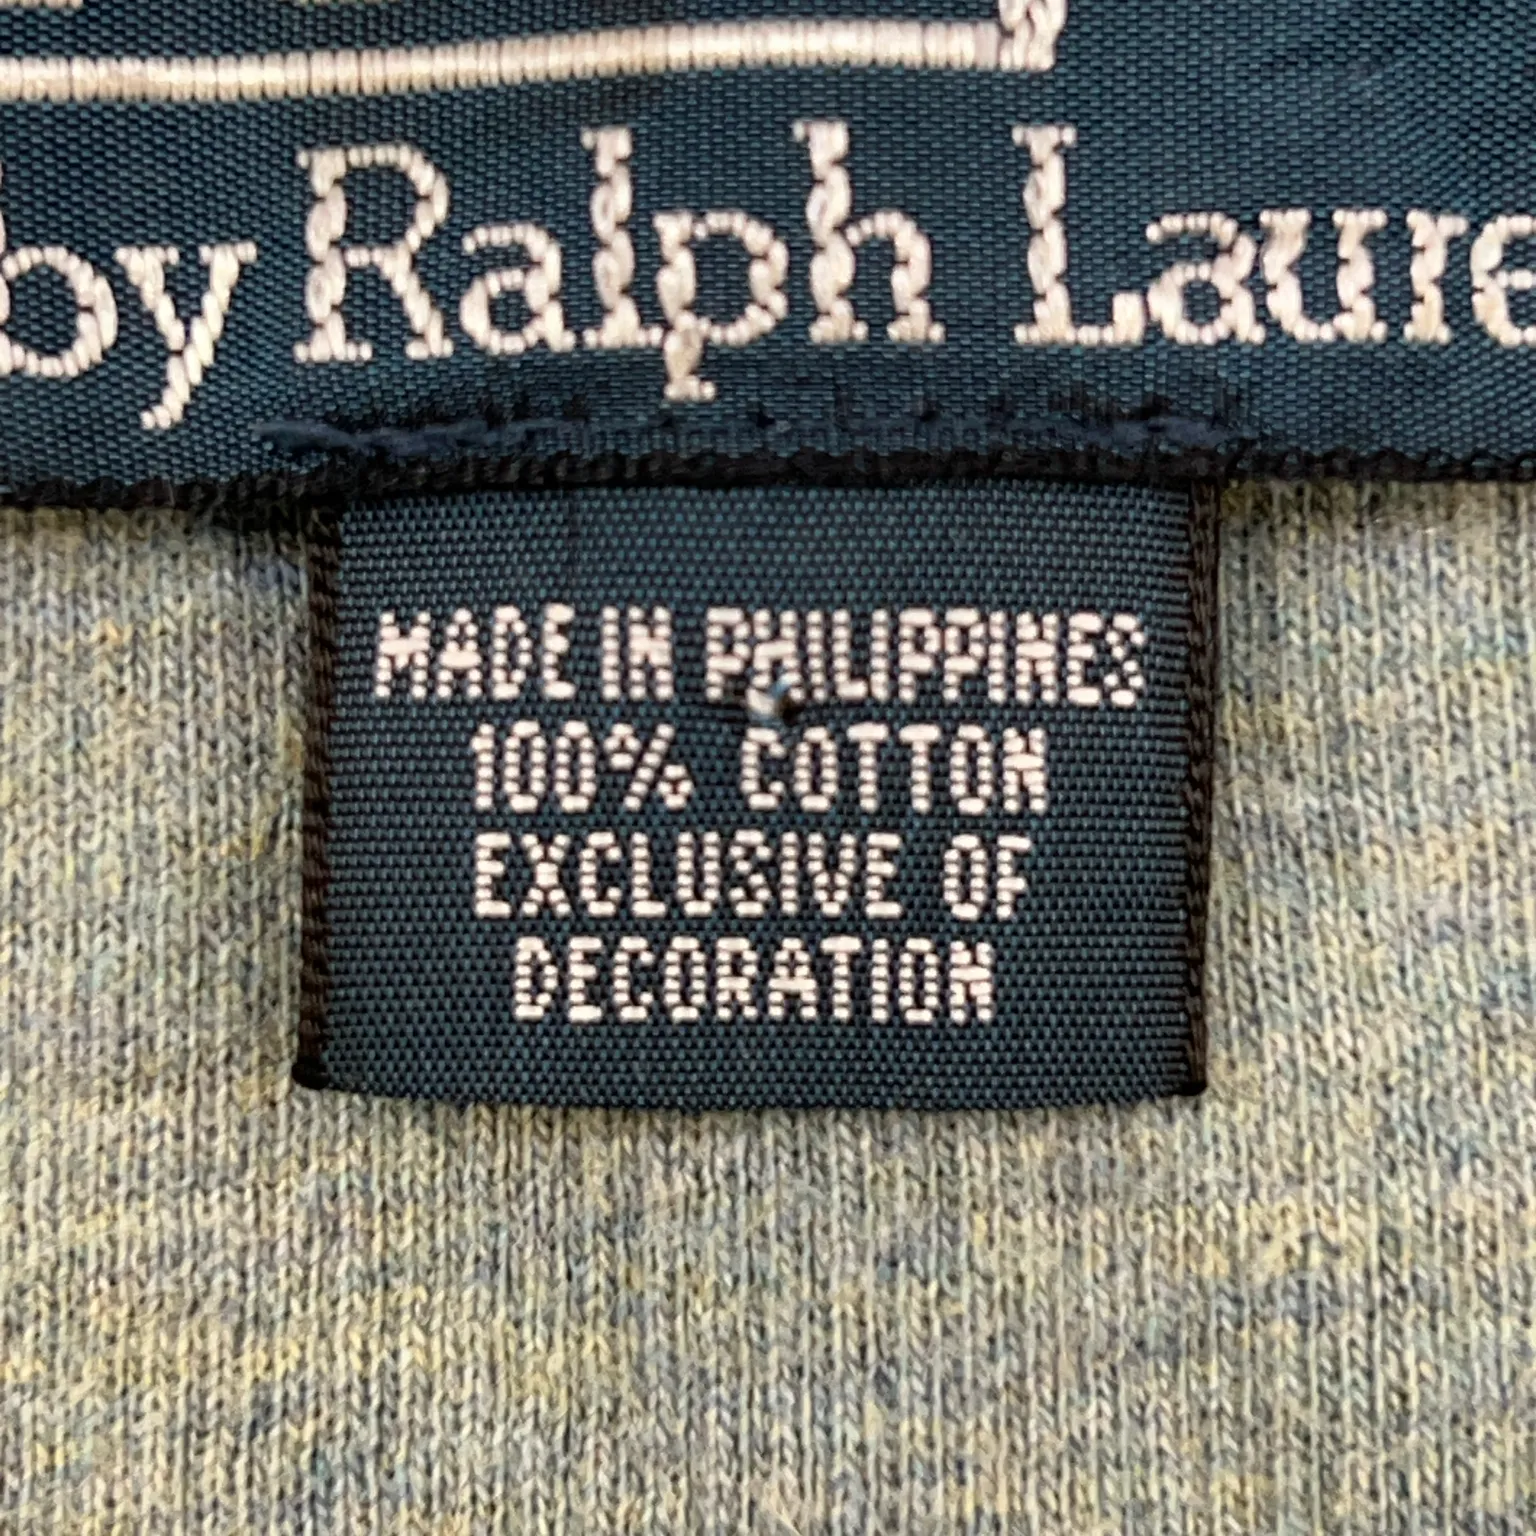 by Ralph Laure
MADE IN PHILIPPINES
100% COTTON
EXCLUSIVE OF
DECORATION